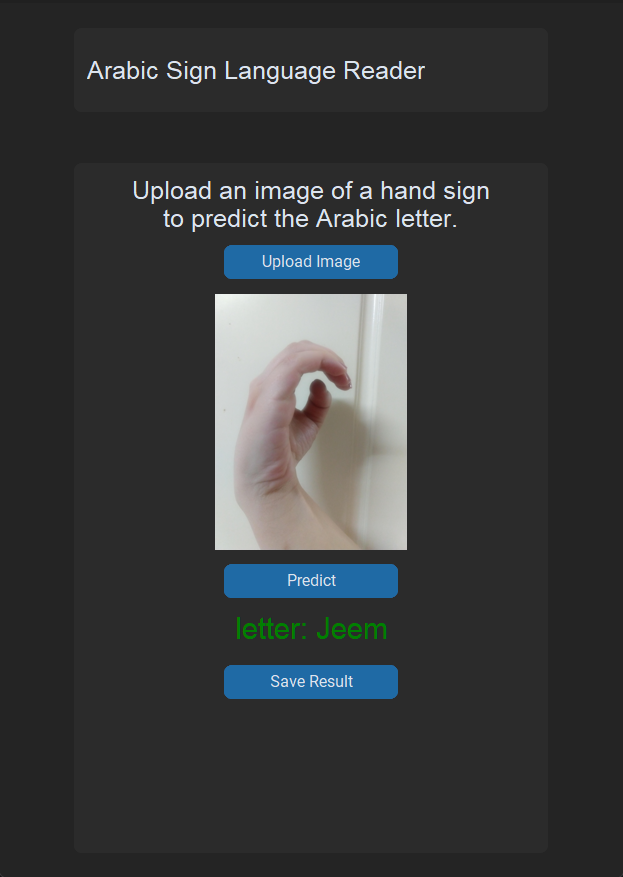 Arabic Sign Language Reader
Upload an image of a hand sign
to predict the Arabic letter.
Upload Image
Predict
letter: Jeem
Save Result